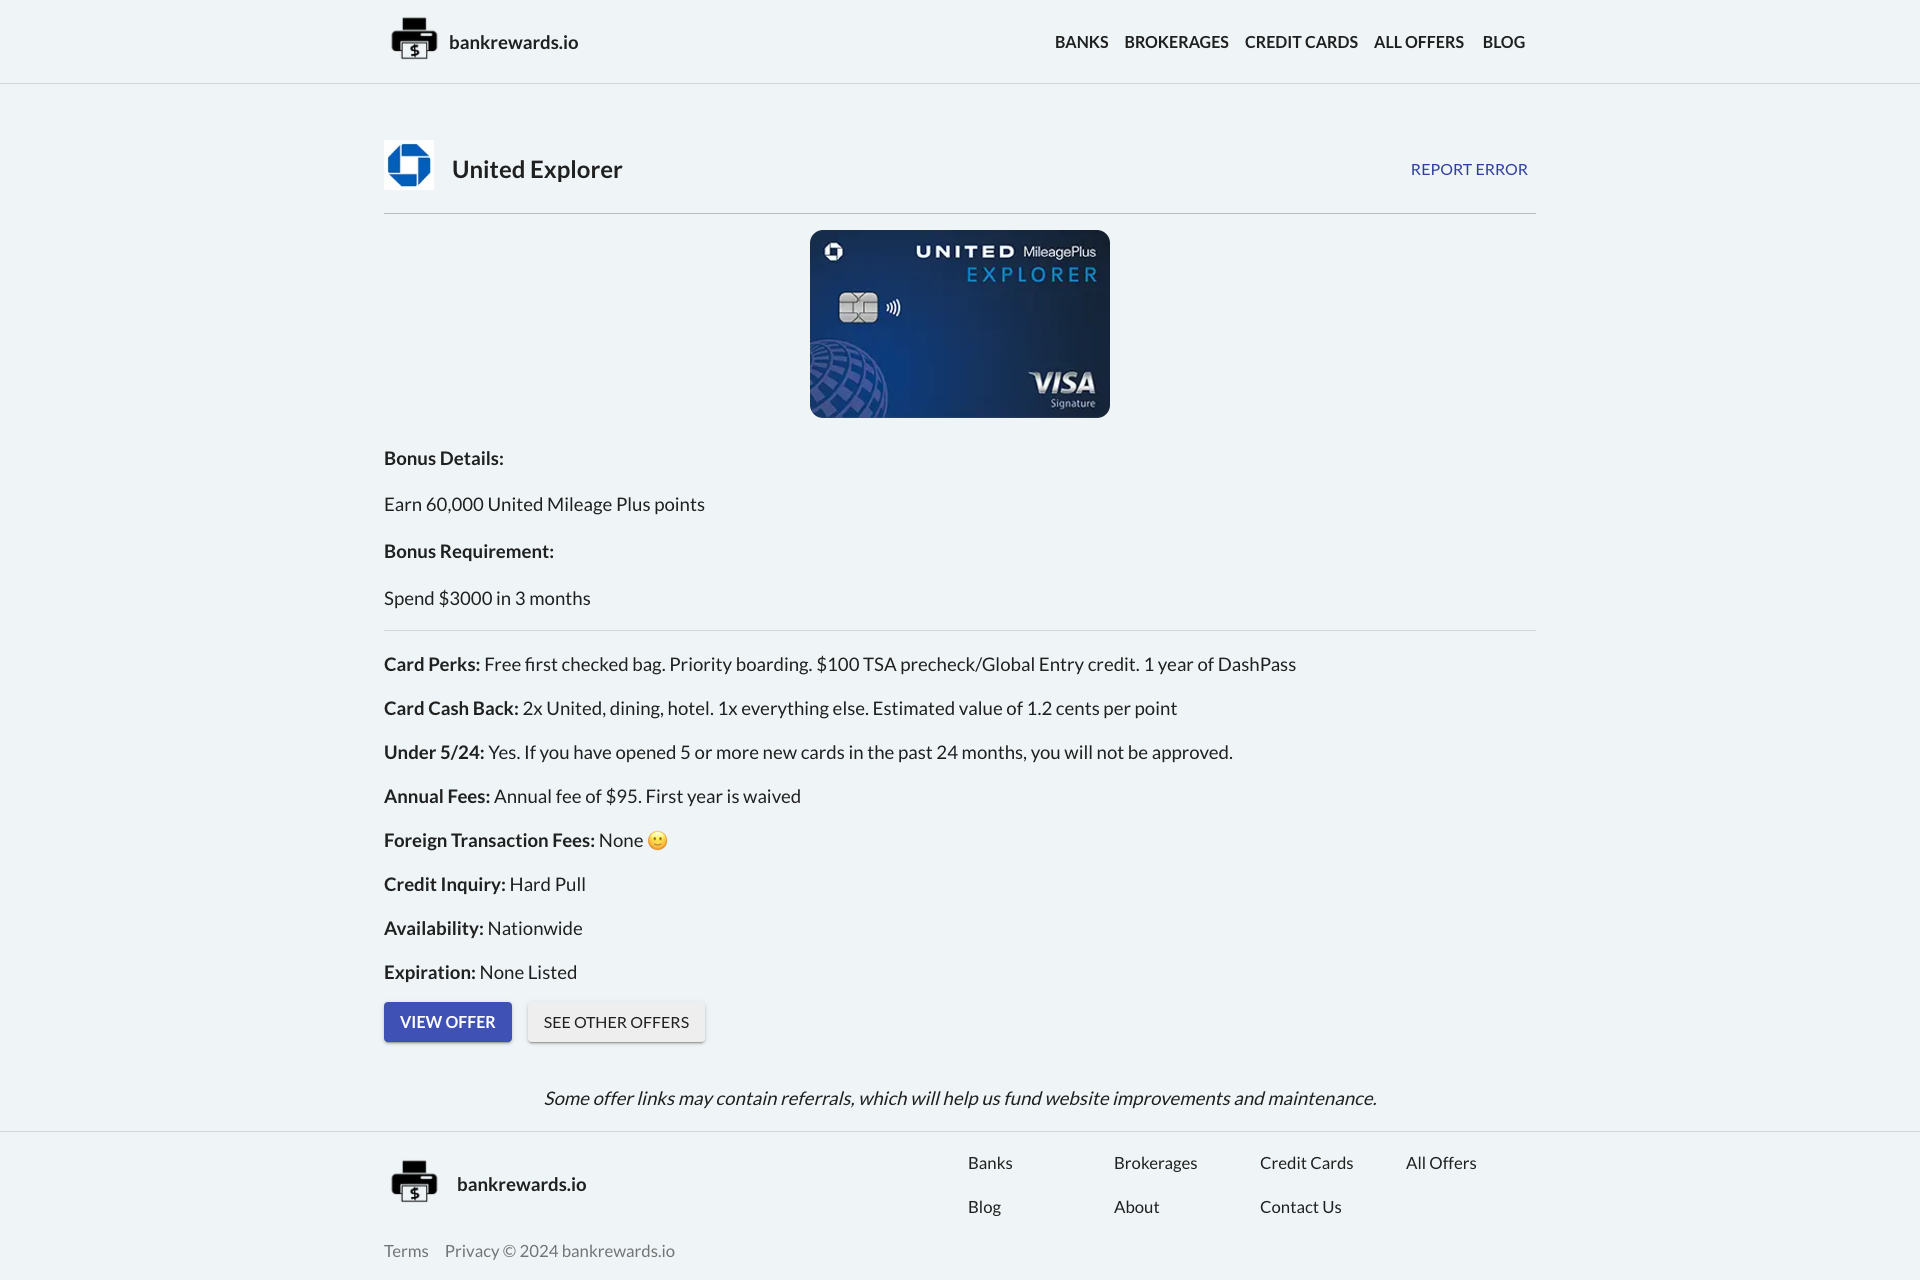 $
bankrewards.io
BANKS
BROKERAGES
CREDIT CARDS
ALL OFFERS
BLOG
United Explorer
REPORT ERROR
UNITED MileagePlus
EXPLORER
VISA
Signature
Bonus Details:
Earn 60,000 United Mileage Plus points
Bonus Requirement:
Spend $3000 in 3 months
Card Perks: Free first checked bag. Priority boarding. $100 TSA precheck/Global Entry credit. 1 year of DashPass
Card Cash Back: 2x United, dining, hotel. 1x everything else. Estimated value of 1.2 cents per point
Under 5/24: Yes. If you have opened 5 or more new cards in the past 24 months, you will not be approved.
Annual Fees: Annual fee of $95. First year is waived
Foreign Transaction Fees: None 🙂
Credit Inquiry: Hard Pull
Availability: Nationwide
Expiration: None Listed
VIEW OFFER
SEE OTHER OFFERS
Some offer links may contain referrals, which will help us fund website improvements and maintenance.
$
bankrewards.io
Banks
Brokerages
Credit Cards
All Offers
Blog
About
Contact Us
Terms
Privacy © 2024 bankrewards.io